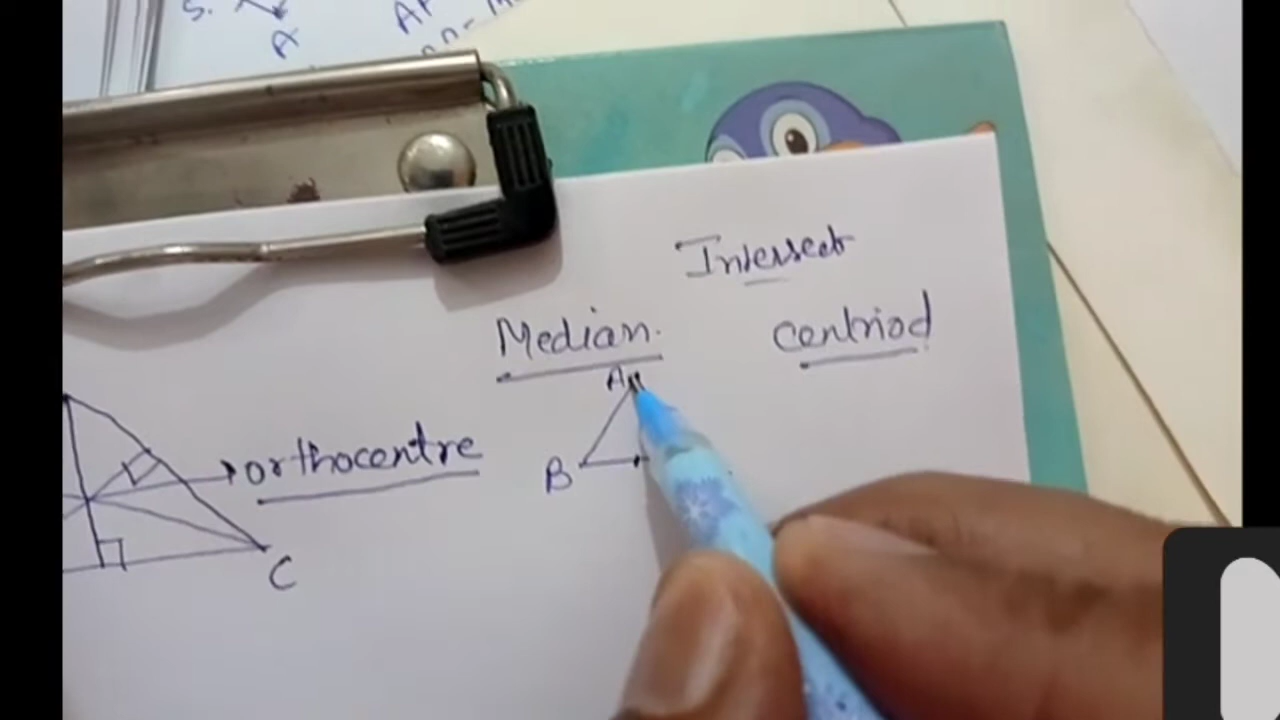 S.
A
Intersect
Median.
Centriod
A
B
orthocentre
C